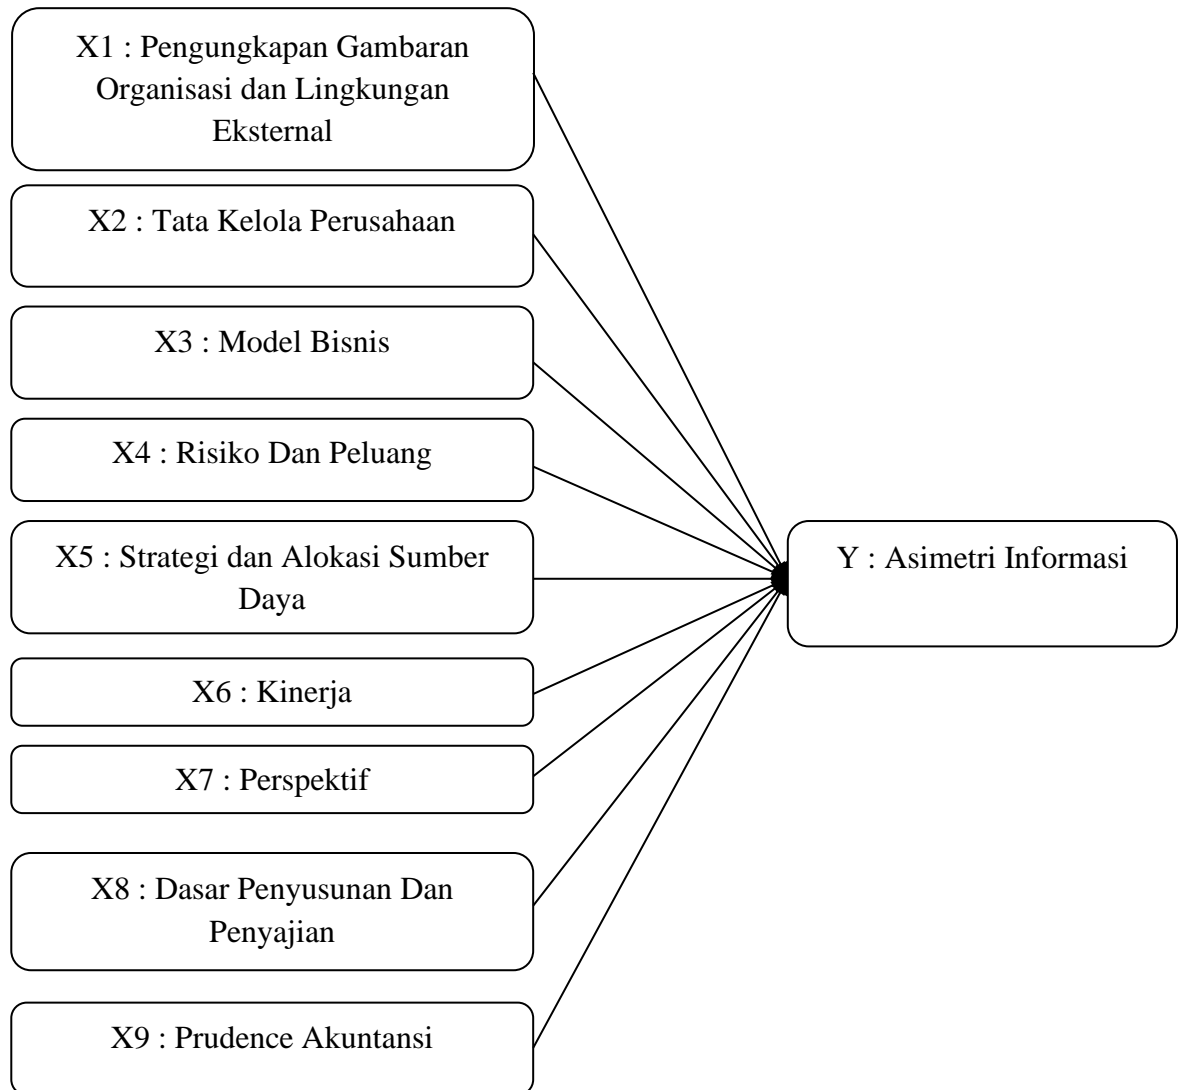 X1 : Pengungkapan Gambaran
Organisasi dan Lingkungan
Eksternal
X2 : Tata Kelola Perusahaan
X3 : Model Bisnis
X4 : Risiko Dan Peluang
X5 : Strategi dan Alokasi Sumber
Daya
X6 : Kinerja
X7 : Perspektif
X8 : Dasar Penyusunan Dan
Penyajian
X9 : Prudence Akuntansi
Y : Asimetri Informasi